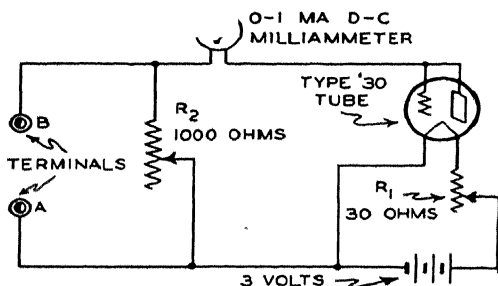 0-1 MA D-C
MILLIAMMETER
TYPE '30
TUBE
B
R2
1000 OHMS
TERMINALS
A
R1
30 OHMS
3 VOLTS